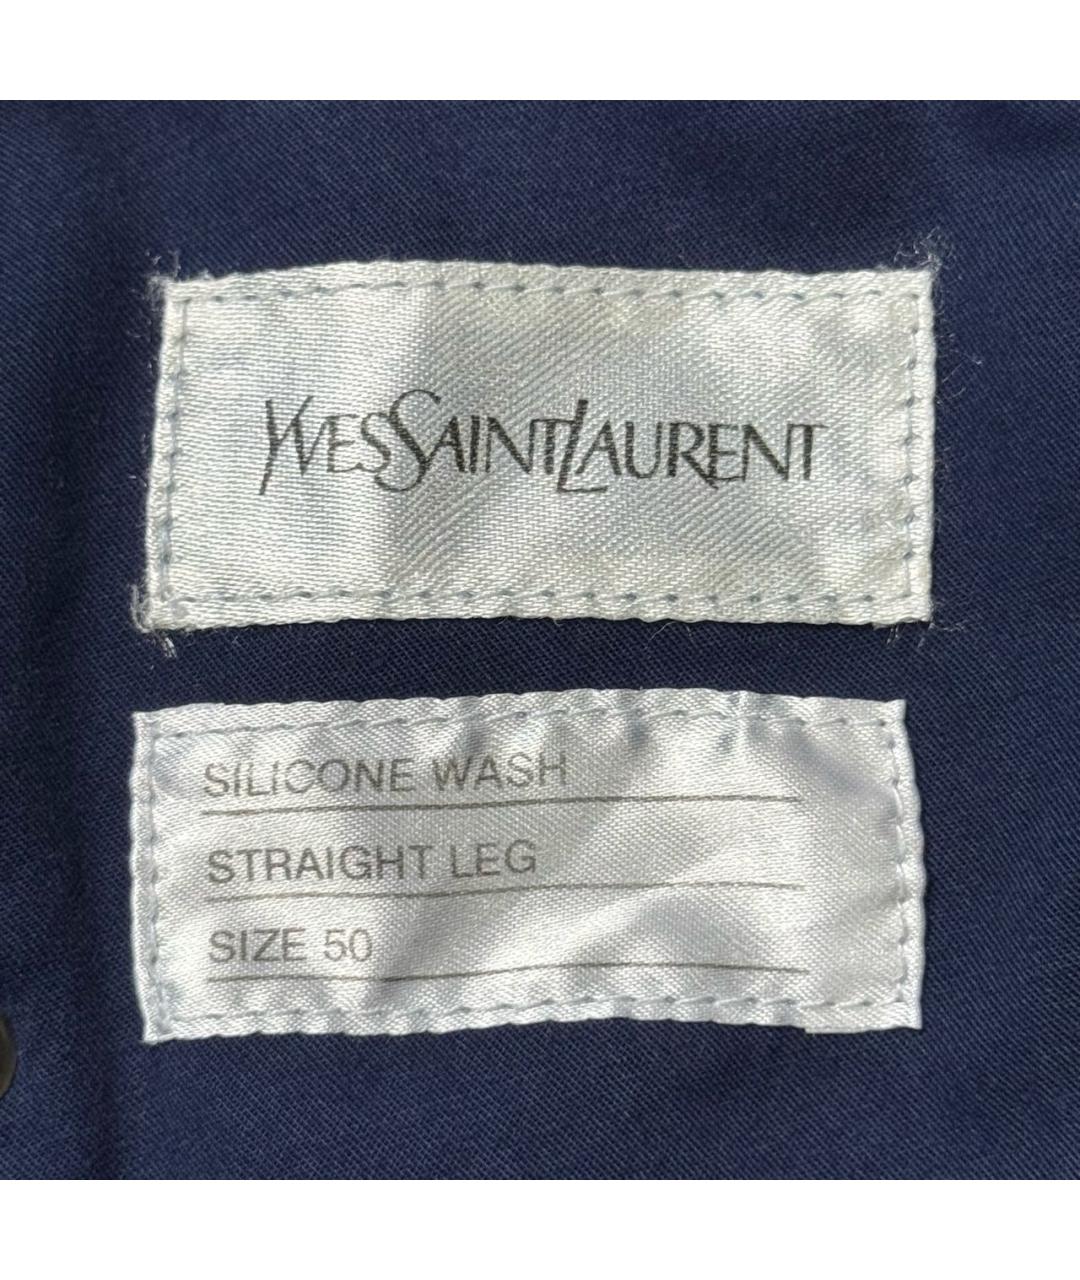 YVESSAINTLAURENT
SILICONE WASH
STRAIGHT LEG
SIZE 50